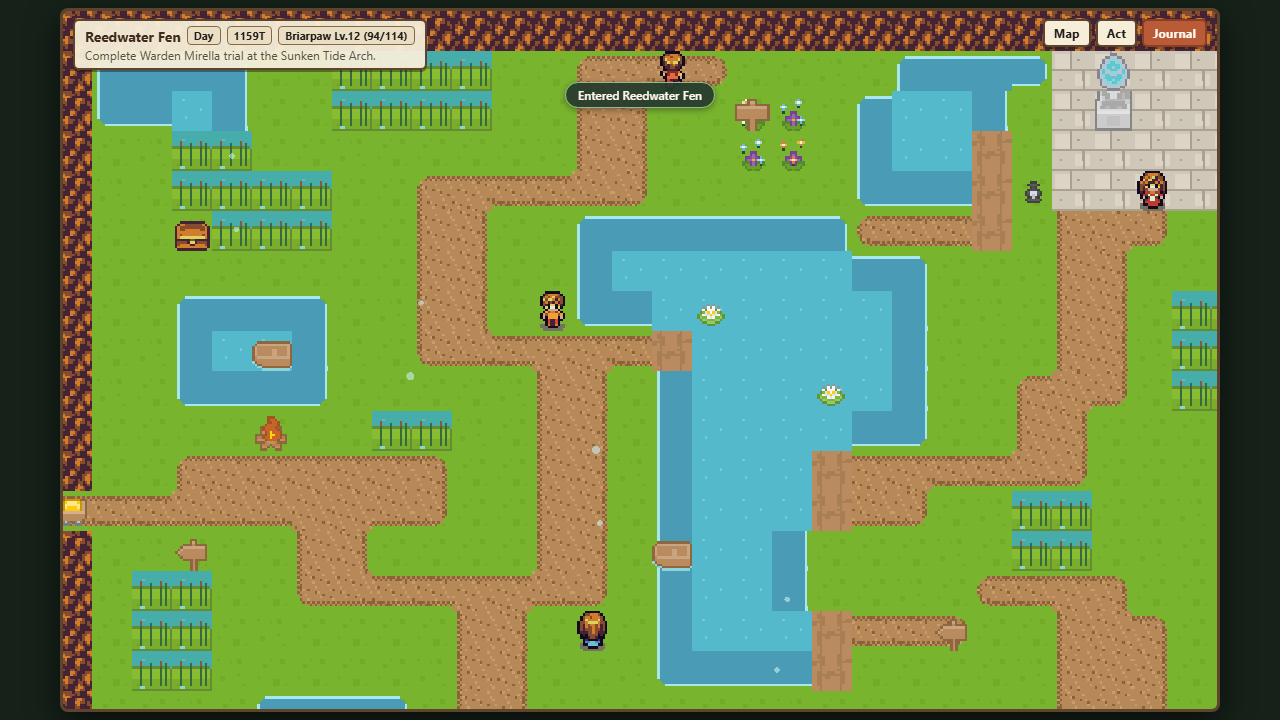 Reedwater Fen Day 1159T Briarpaw Lv.12 (94/114)
Complete Warden Mirella trial at the Sunken Tide Arch.
Map Act Journal
Entered Reedwater Fen